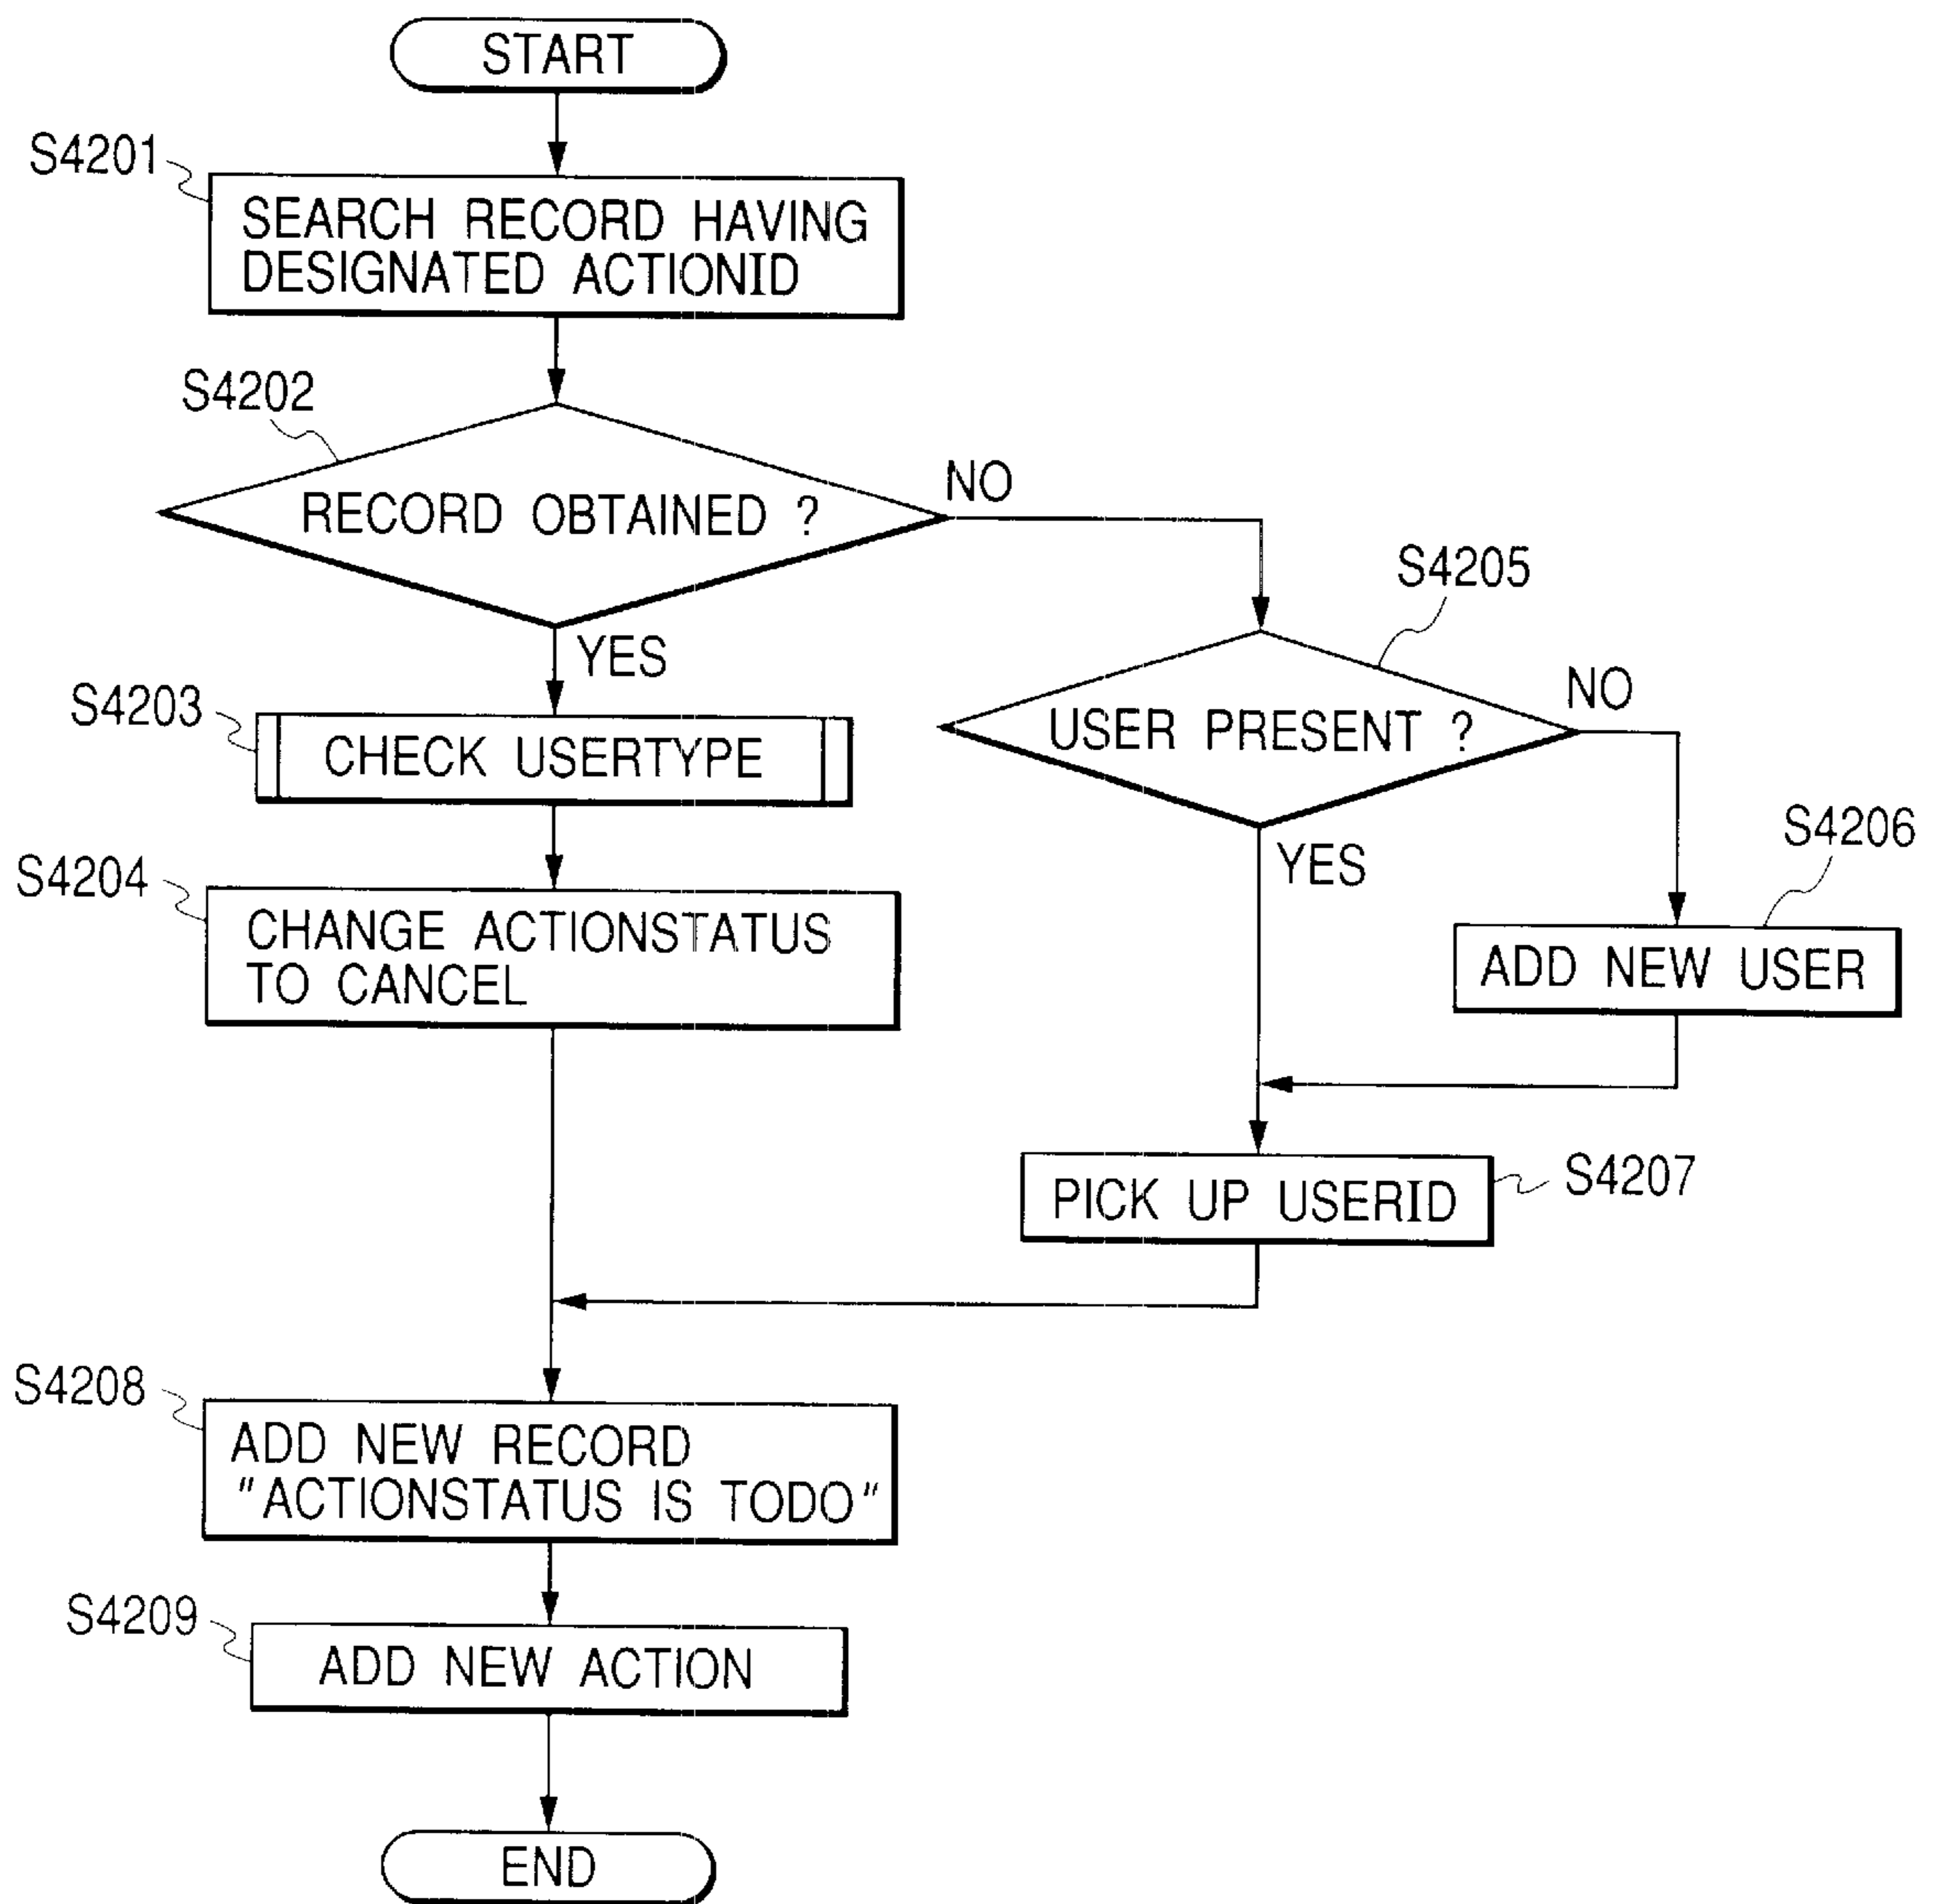 START
S4201
SEARCH RECORD HAVING
DESIGNATED ACTIONID
S4202
RECORD OBTAINED ?
NO
YES
S4205
USER PRESENT ?
NO
YES
S4203
CHECK USERTYPE
S4206
ADD NEW USER
S4204
CHANGE ACTIONSTATUS
TO CANCEL
PICK UP USERID
S4207
S4208
ADD NEW RECORD
"ACTIONSTATUS IS TODO"
S4209
ADD NEW ACTION
END